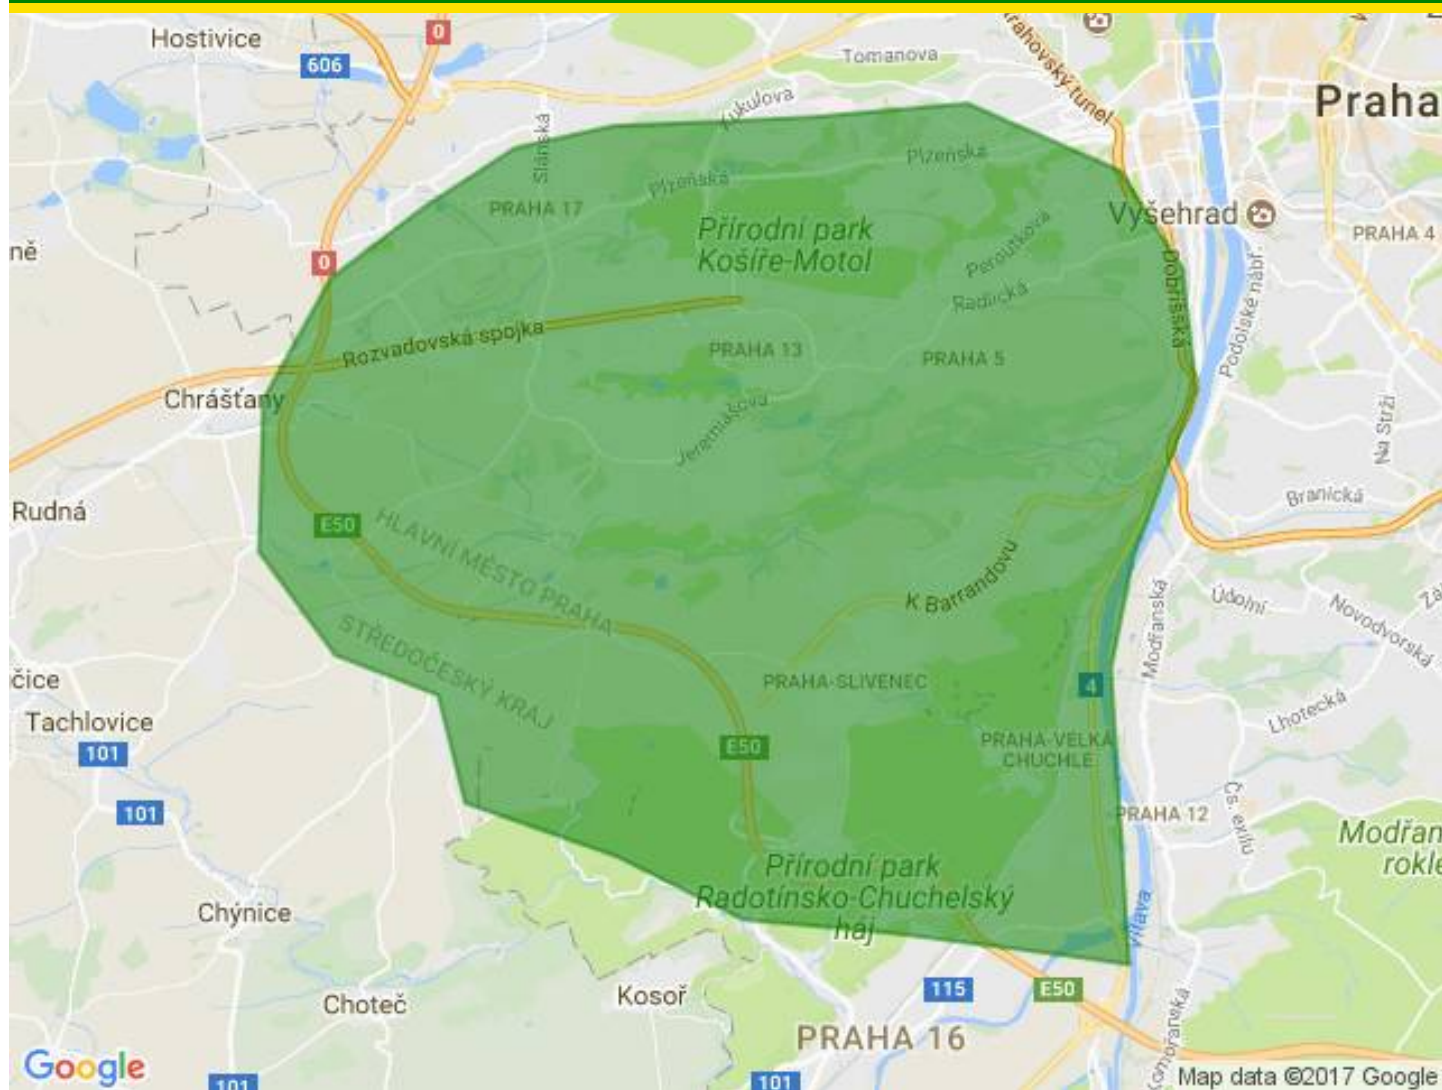 Hostivice
0
606
Tomanova
Kukulova
Strahovský tunel
Praha
Slánská
Plzeňská
Plzeňská
PRAHA 17
Přírodní park
Košíře-Motol
Peroutkova
Vyšehrad
PRAHA 4
0
Radlická
Dobříšská
Podolské nábř.
Rozvadovská spojka
PRAHA 13
PRAHA 5
Chrášťany
Jeremiášova
Na Strži
Rudná
E50
Branická
HLAVNÍ MĚSTO PRAHA
K Barrandovu
Modřanská
Údolní
Novodvorská
STŘEDOČESKÝ KRAJ
čice
PRAHA-SLIVENEC
4
Tachlovice
Lhotecká
101
E50
PRAHA-VELKÁ
CHUCHLE
101
PRAHA 12
Čs. exilu
Modřan
rokle
Přírodní park
Radotínsko-Chuchelský
háj
Chýnice
Vltava
Choteč
Kosoř
115
E50
Komořanská
PRAHA 16
Google
101
101
Map data ©2017 Google